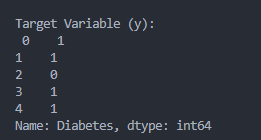 Target Variable (y):
 0    1
1    1
2    0
3    1
4    1
Name: Diabetes, dtype: int64